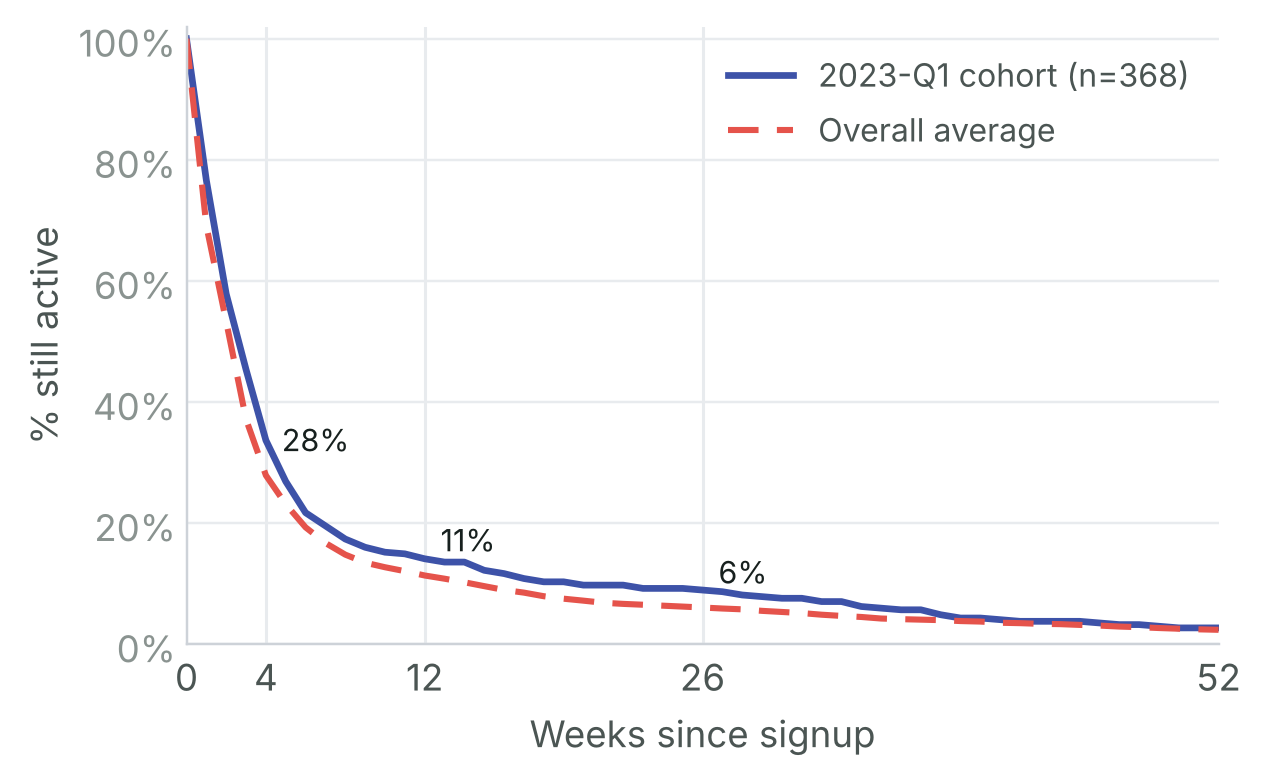 100%
80%
60%
40%
20%
0%
% still active
2023-Q1 cohort (n=368)
Overall average
28%
11%
6%
0 4 12 26 52
Weeks since signup